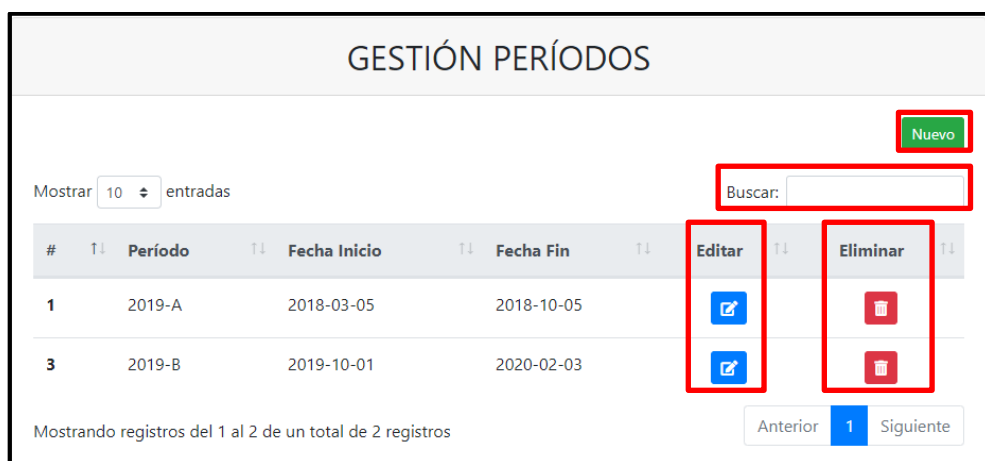 GESTIÓN PERÍODOS
Nuevo
Mostrar 10 entradas Buscar:
# Período Fecha Inicio Fecha Fin Editar Eliminar
1 2019-A 2018-03-05 2018-10-05
3 2019-B 2019-10-01 2020-02-03
Mostrando registros del 1 al 2 de un total de 2 registros Anterior 1 Siguiente